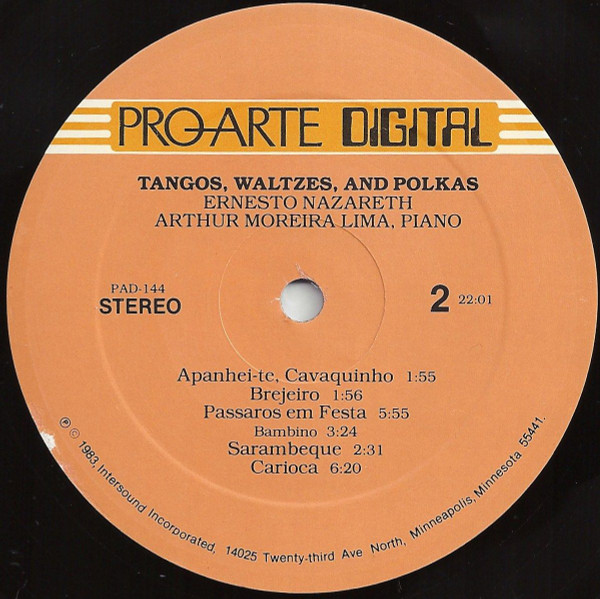 PRO-ARTE DIGITAL
TANGOS, WALTZES, AND POLKAS
ERNESTO NAZARETH
ARTHUR MOREIRA LIMA, PIANO
PAD-144
STEREO
2 22:01
Apanhei-te, Cavaquinho 1:55
Brejeiro 1:56
Passaros em Festa 5:55
Bambino 3:24
Sarambeque 2:31
Carioca 6:20
℗ © 1983, Intersound Incorporated, 14025 Twenty-third Ave North, Minneapolis, Minnesota 55441.